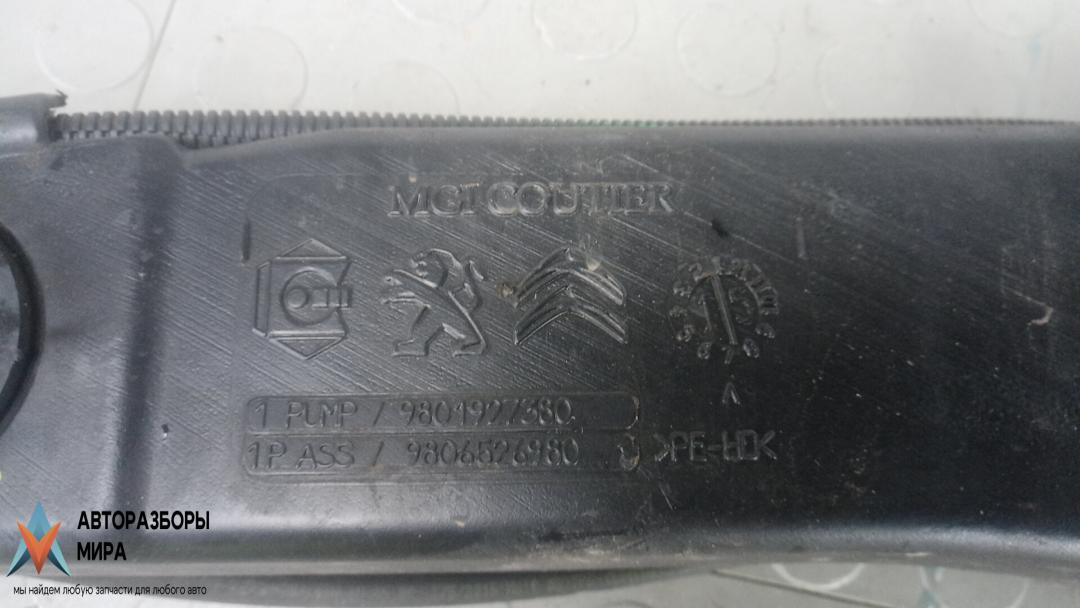 MGI COUTIER
1 PUMP / 9801927380
1P ASS / 9806526980
>PE-HD<
АВТОРАЗБОРЫ
МИРА
мы найдем любую запчасти для любого авто